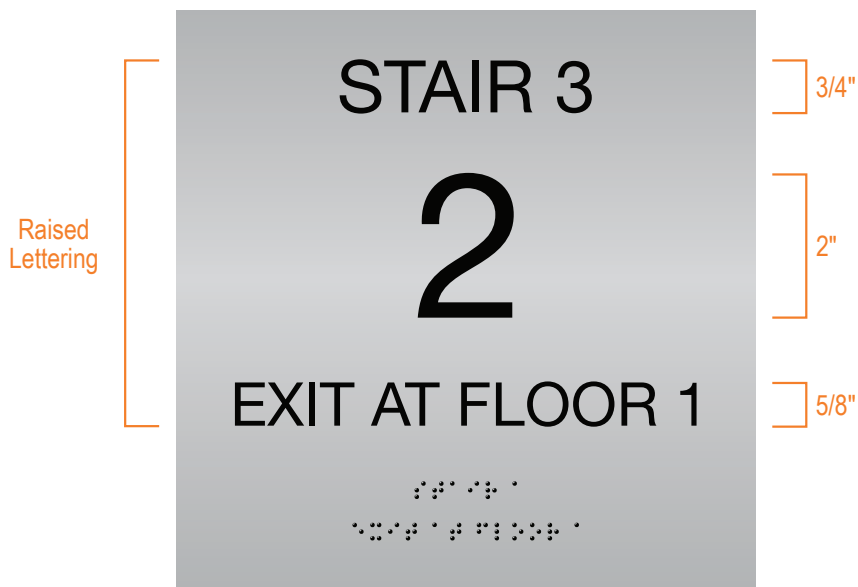 STAIR 3
3/4"
Raised
Lettering
2
2"
EXIT AT FLOOR 1
5/8"
⠎⠞⠁⠊⠗ ⠁
⠑⠭⠊⠞ ⠁⠞ ⠋⠇⠕⠕⠗ ⠁